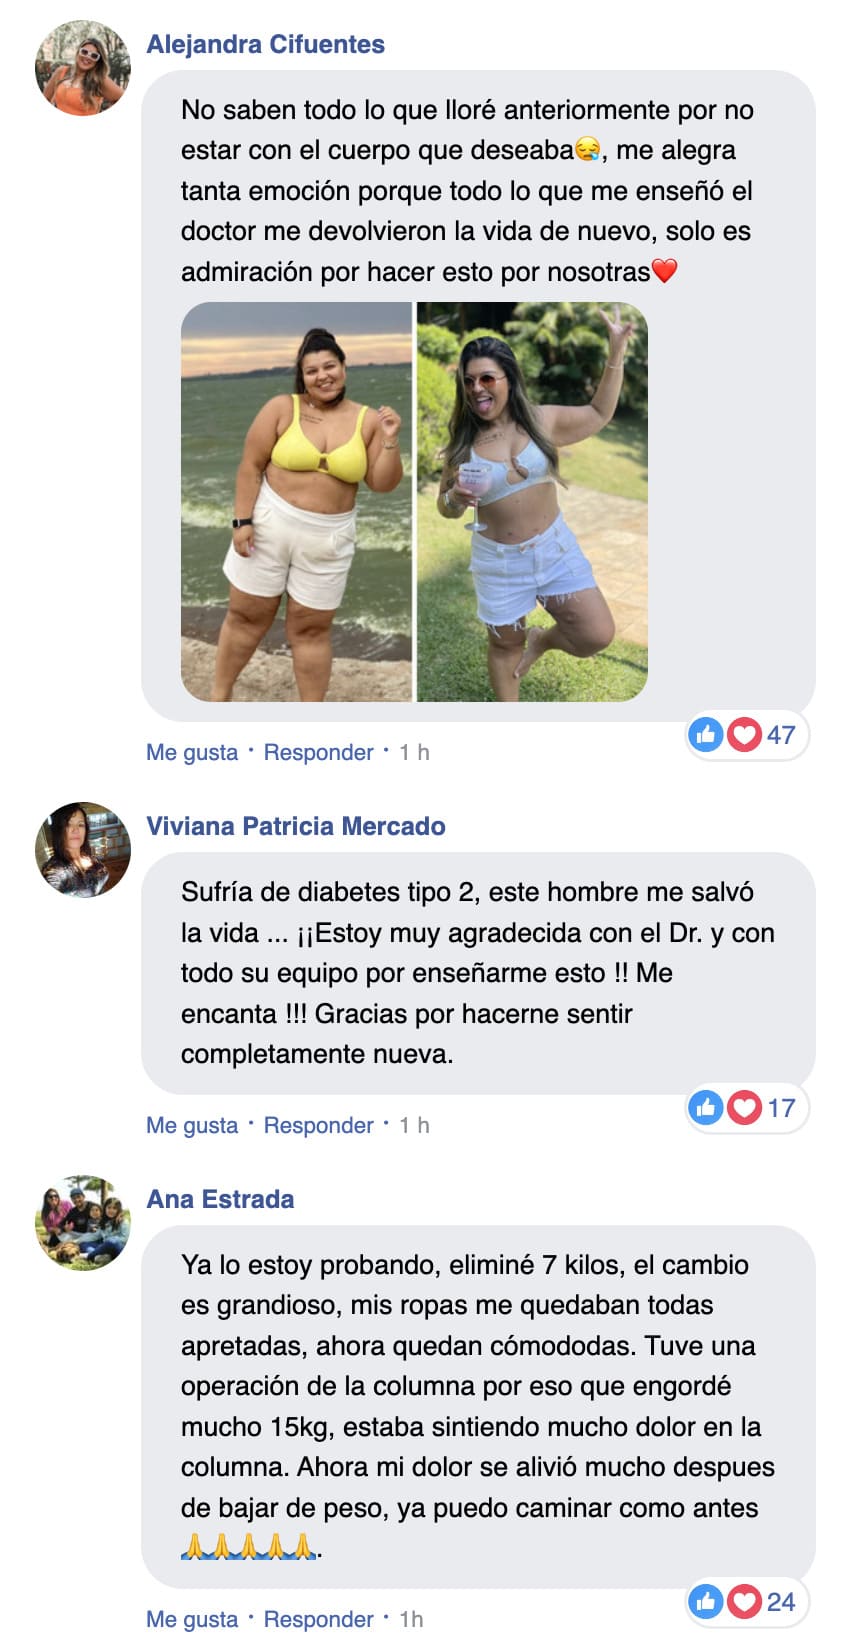 Alejandra Cifuentes
No saben todo lo que lloré anteriormente por no
estar con el cuerpo que deseaba😪, me alegra
tanta emoción porque todo lo que me enseñó el
doctor me devolvieron la vida de nuevo, solo es
admiración por hacer esto por nosotras❤️
47
Me gusta · Responder · 1 h
Viviana Patricia Mercado
Sufría de diabetes tipo 2, este hombre me salvó
la vida ... ¡¡Estoy muy agradecida con el Dr. y con
todo su equipo por enseñarme esto !! Me
encanta !!! Gracias por hacerne sentir
completamente nueva.
17
Me gusta · Responder · 1 h
Ana Estrada
Ya lo estoy probando, eliminé 7 kilos, el cambio
es grandioso, mis ropas me quedaban todas
apretadas, ahora quedan cómododas. Tuve una
operación de la columna por eso que engordé
mucho 15kg, estaba sintiendo mucho dolor en la
columna. Ahora mi dolor se alivió mucho despues
de bajar de peso, ya puedo caminar como antes
🙏🙏🙏🙏🙏.
24
Me gusta · Responder · 1h